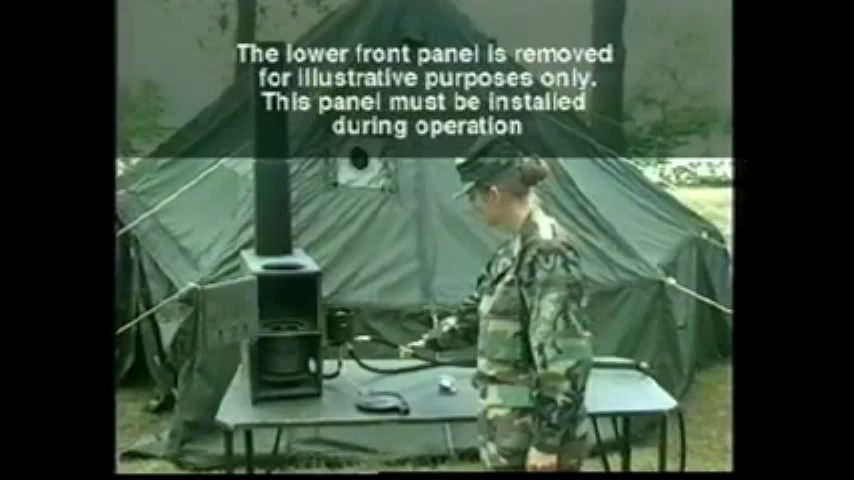 The lower front panel is removed
for illustrative purposes only.
This panel must be installed
during operation